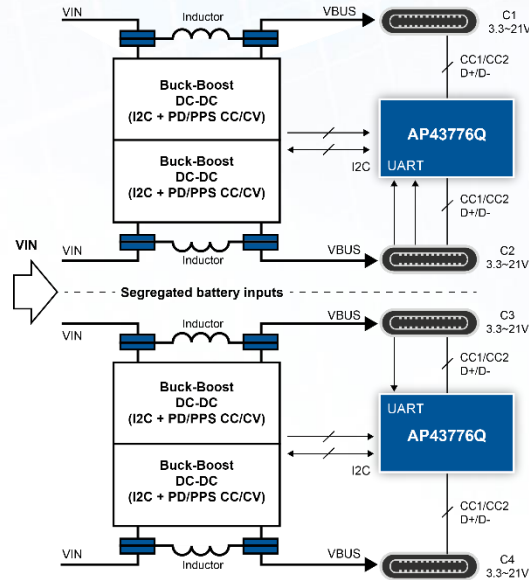 VIN
Inductor
VBUS
C1
3.3~21V
Buck-Boost
DC-DC
(I2C + PD/PPS CC/CV)
CC1/CC2
D+/D-
AP43776Q
I2C
UART
Buck-Boost
DC-DC
(I2C + PD/PPS CC/CV)
CC1/CC2
D+/D-
VIN
Inductor
VBUS
C2
3.3~21V
VIN
Segregated battery inputs
VIN
Inductor
VBUS
C3
3.3~21V
CC1/CC2
D+/D-
Buck-Boost
DC-DC
(I2C + PD/PPS CC/CV)
UART
AP43776Q
I2C
Buck-Boost
DC-DC
(I2C + PD/PPS CC/CV)
CC1/CC2
D+/D-
VIN
Inductor
VBUS
C4
3.3~21V